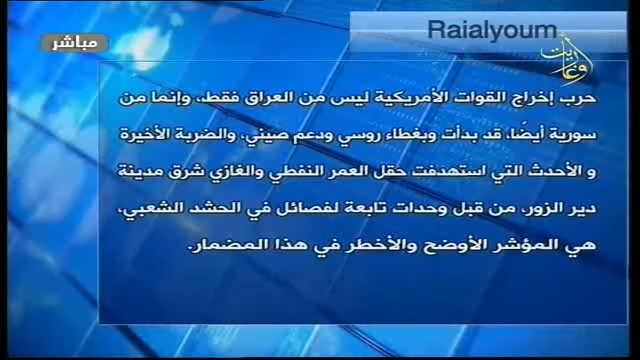 Raialyoum
مباشر
حرب إخراج القوات الأمريكية ليس من العراق فقط، وإنما من
سورية أيضًا، قد بدأت وبغطاء روسي ودعم صيني، والضربة الأخيرة
و الأحدث التي استهدفت حقل العمر النفطي والغازي شرق مدينة
دير الزور، من قبل وحدات تابعة لفصائل في الحشد الشعبي،
هي المؤشر الأوضح والأخطر في هذا المضمار.